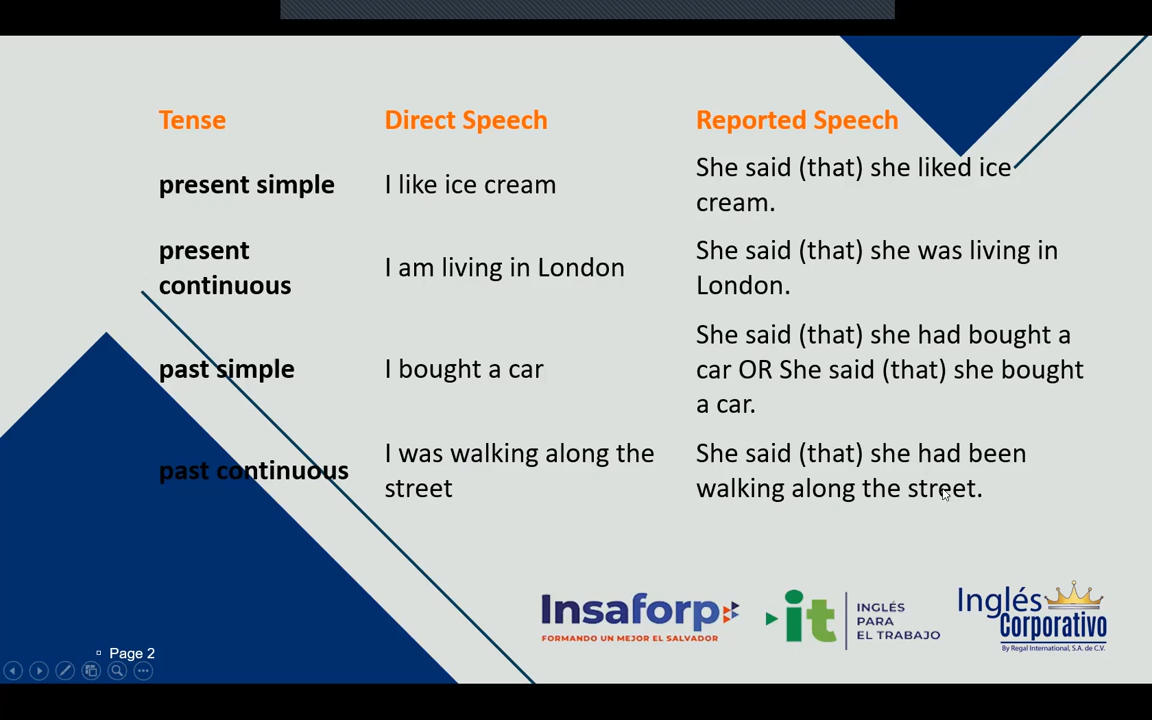 Tense Direct Speech Reported Speech
present simple I like ice cream She said (that) she liked ice
cream.
present
continuous I am living in London She said (that) she was living in
London.
past simple I bought a car She said (that) she had bought a
car OR She said (that) she bought
a car.
past continuous I was walking along the
street She said (that) she had been
walking along the street.
Insaforp
FORMANDO UN MEJOR EL SALVADOR
it INGLÉS
PARA
EL TRABAJO
Inglés
Corporativo
By Regal International, S.A. de C.V.
Page 2